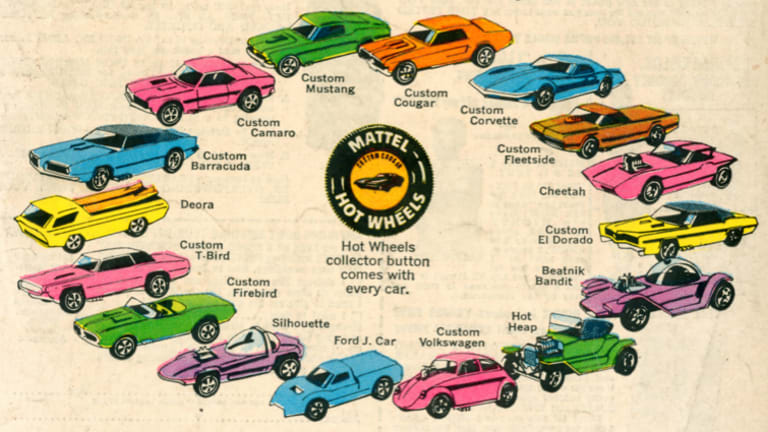 Custom
Mustang
Custom
Cougar
Custom
Corvette
Custom
Camaro
Custom
Fleetside
Custom
Barracuda
Cheetah
MATTEL
CUSTOM COUGAR
HOT WHEELS
Deora
Custom
El Dorado
Custom
T-Bird
Hot Wheels
collector button
comes with
every car.
Beatnik
Bandit
Custom
Firebird
Silhouette
Hot
Heap
Ford J. Car
Custom
Volkswagen